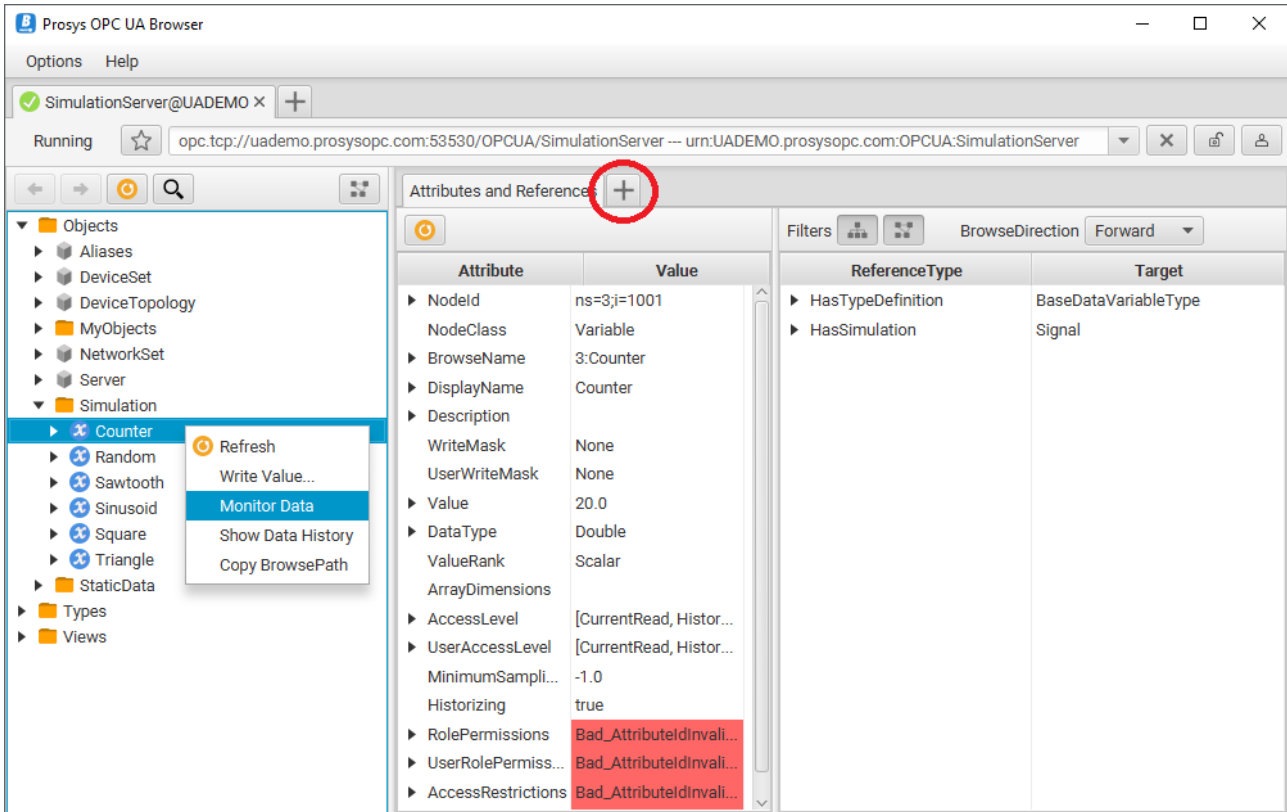 Prosys OPC UA Browser
Options Help
SimulationServer@UADEMO
Running opc.tcp://uademo.prosysopc.com:53530/OPCUA/SimulationServer --- urn:UADEMO.prosysopc.com:OPCUA:SimulationServer
Objects
Aliases
DeviceSet
DeviceTopology
MyObjects
NetworkSet
Server
Simulation
Counter
Random
Sawtooth
Sinusoid
Square
Triangle
StaticData
Types
Views
Refresh
Write Value...
Monitor Data
Show Data History
Copy BrowsePath
Attributes and References
Attribute Value
NodeId ns=3;i=1001
NodeClass Variable
BrowseName 3:Counter
DisplayName Counter
Description
WriteMask None
UserWriteMask None
Value 20.0
DataType Double
ValueRank Scalar
ArrayDimensions
AccessLevel [CurrentRead, Histor...
UserAccessLevel [CurrentRead, Histor...
MinimumSampli... -1.0
Historizing true
RolePermissions Bad_AttributeIdInvali...
UserRolePermiss... Bad_AttributeIdInvali...
AccessRestrictions Bad_AttributeIdInvali...
Filters BrowseDirection Forward
ReferenceType Target
HasTypeDefinition BaseDataVariableType
HasSimulation Signal